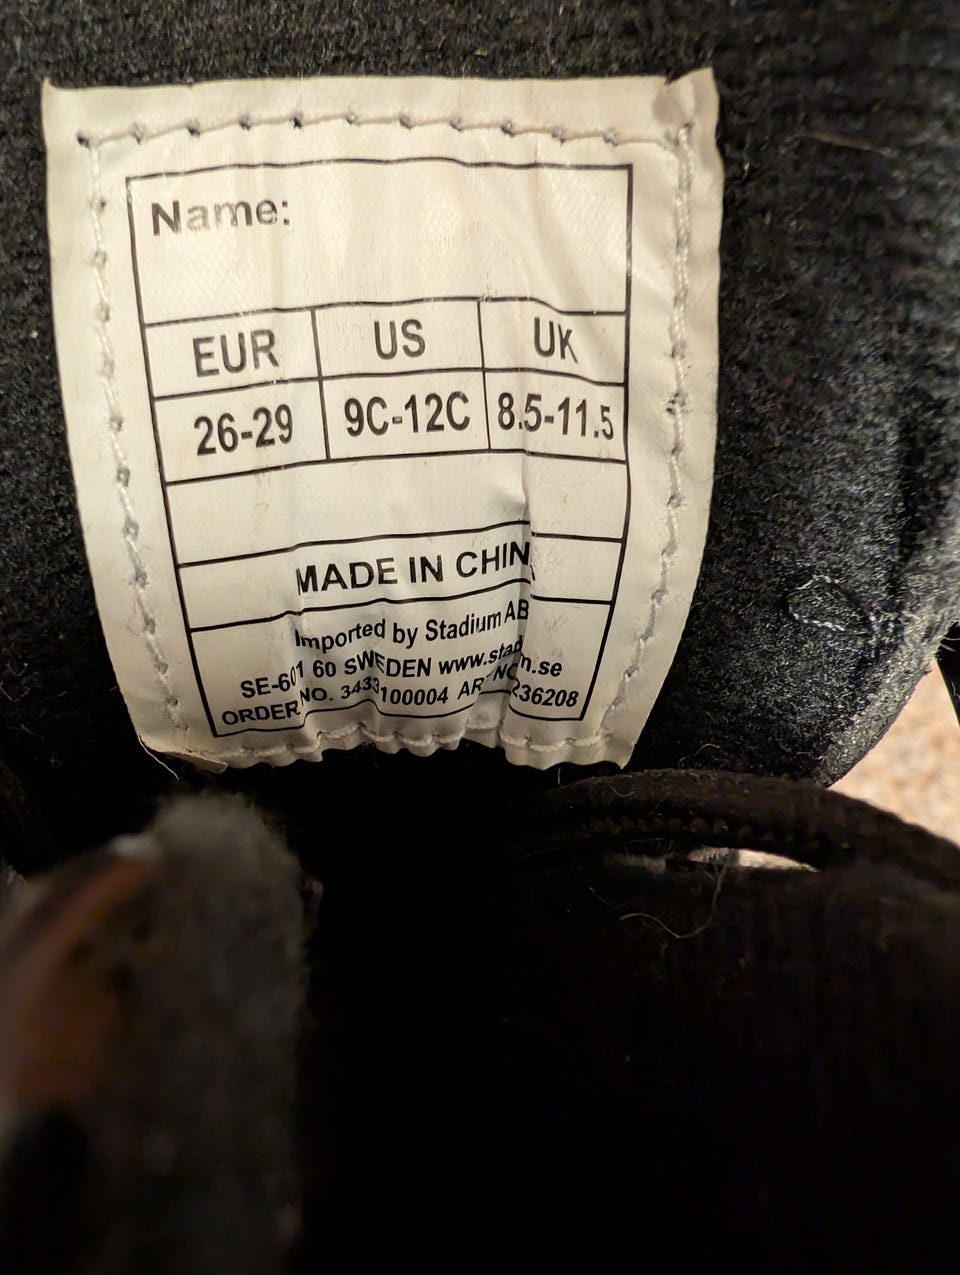 Name:
EUR US UK
26-29 9C-12C 8.5-11.5
MADE IN CHIN
Imported by Stadium AB
SE-601 60 SWEDEN
ORDER NO. 3433100004